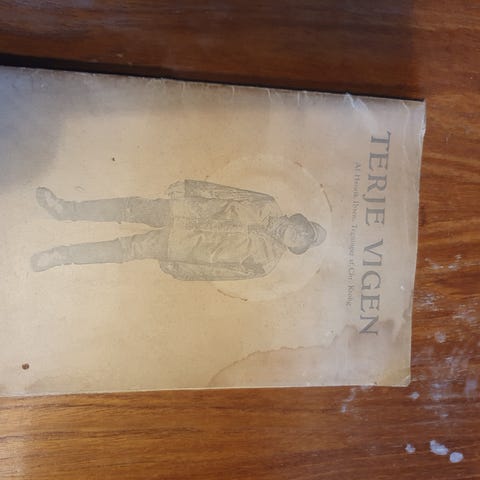 TERJE VIGEN
Af Henrik Ibsen. Tegninger af Chr. Krohg